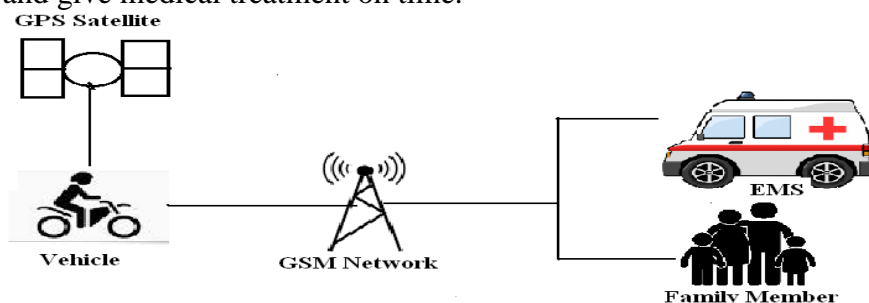 and give medical treatment on time.
GPS Satellite
EMS
Vehicle
GSM Network
Family Member